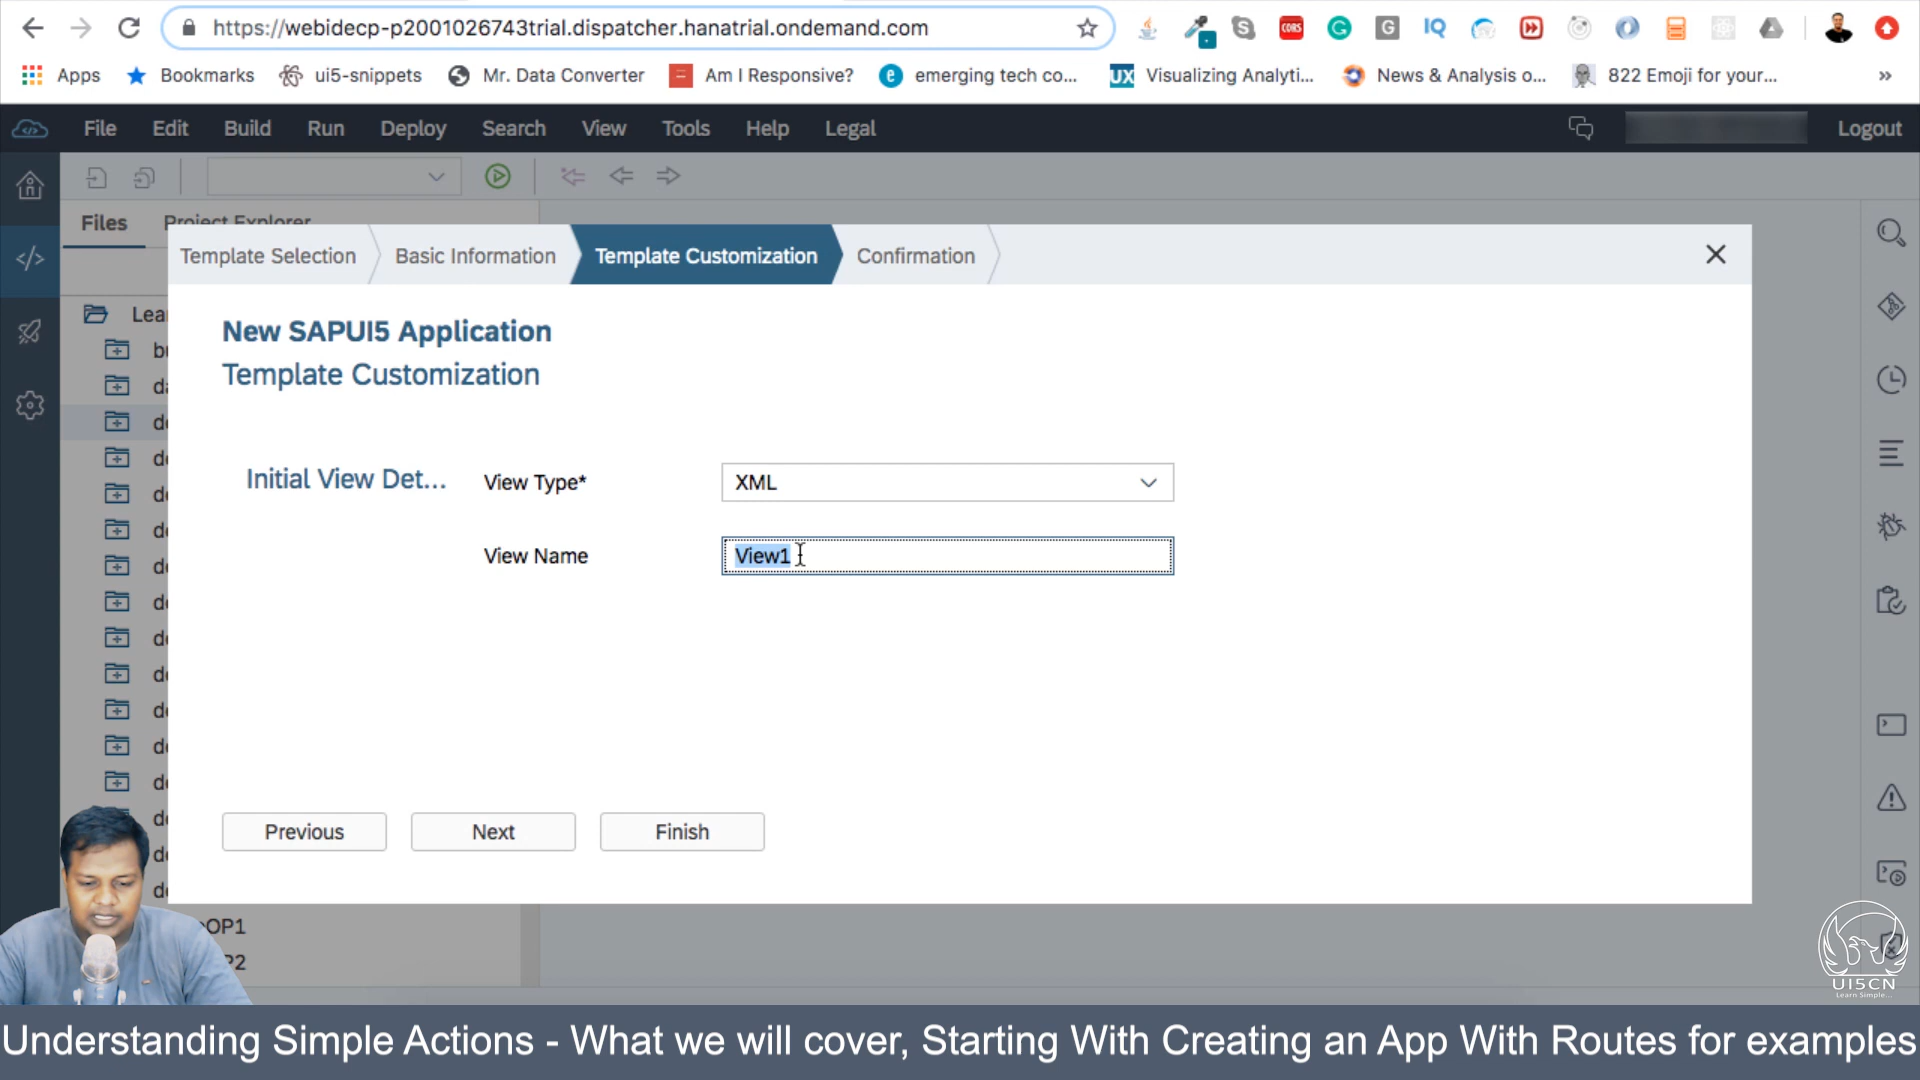 https://webidecp-p2001026743trial.dispatcher.hanatrial.ondemand.com
Apps Bookmarks ui5-snippets Mr. Data Converter Am I Responsive? emerging tech co... UX Visualizing Analyti... News & Analysis o... 822 Emoji for your... »
File Edit Build Run Deploy Search View Tools Help Legal Logout
Files Project Explorer
Template Selection Basic Information Template Customization Confirmation
New SAPUI5 Application
Template Customization
Initial View Det... View Type* XML
View Name View1
Previous Next Finish
OP1
P2
UI5CN
Learn Simple...
Understanding Simple Actions - What we will cover, Starting With Creating an App With Routes for examples